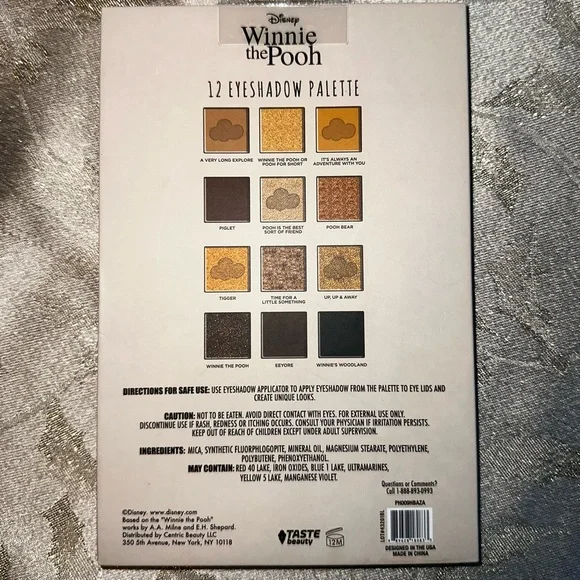 Disney
Winnie
the Pooh
12 EYESHADOW PALETTE
A VERY LONG EXPLORE
WINNIE THE POOH OR
POOH FOR SHORT
IT'S ALWAYS AN
ADVENTURE WITH YOU
PIGLET
POOH IS THE BEST
SORT OF FRIEND
POOH BEAR
TIGGER
TIME FOR A
LITTLE SOMETHING
UP, UP & AWAY
WINNIE THE POOH
EEYORE
WINNIE'S WOODLAND
DIRECTIONS FOR SAFE USE: USE EYESHADOW APPLICATOR TO APPLY EYESHADOW FROM THE PALETTE TO EYE LIDS AND
CREATE UNIQUE LOOKS.
CAUTION: NOT TO BE EATEN. AVOID DIRECT CONTACT WITH EYES. FOR EXTERNAL USE ONLY.
DISCONTINUE USE IF RASH, REDNESS OR ITCHING OCCURS. CONSULT YOUR PHYSICIAN IF IRRITATION PERSISTS.
KEEP OUT OF REACH OF CHILDREN EXCEPT UNDER ADULT SUPERVISION.
INGREDIENTS: MICA, SYNTHETIC FLUORPHLOGOPITE, MINERAL OIL, MAGNESIUM STEARATE, POLYETHYLENE,
POLYBUTENE, PHENOXYETHANOL.
MAY CONTAIN: RED 40 LAKE, IRON OXIDES, BLUE 1 LAKE, ULTRAMARINES,
YELLOW 5 LAKE, MANGANESE VIOLET.
Questions or Comments?
Call 1-888-893-0993
PH009HBAZA
©Disney. www.disney.com
Based on the "Winnie the Pooh"
works by A.A. Milne and E.H. Shepard.
Distributed by Centric Beauty LLC
350 5th Avenue, New York, NY 10118
TASTE
beauty
12M
DESIGNED IN THE USA
MADE IN CHINA